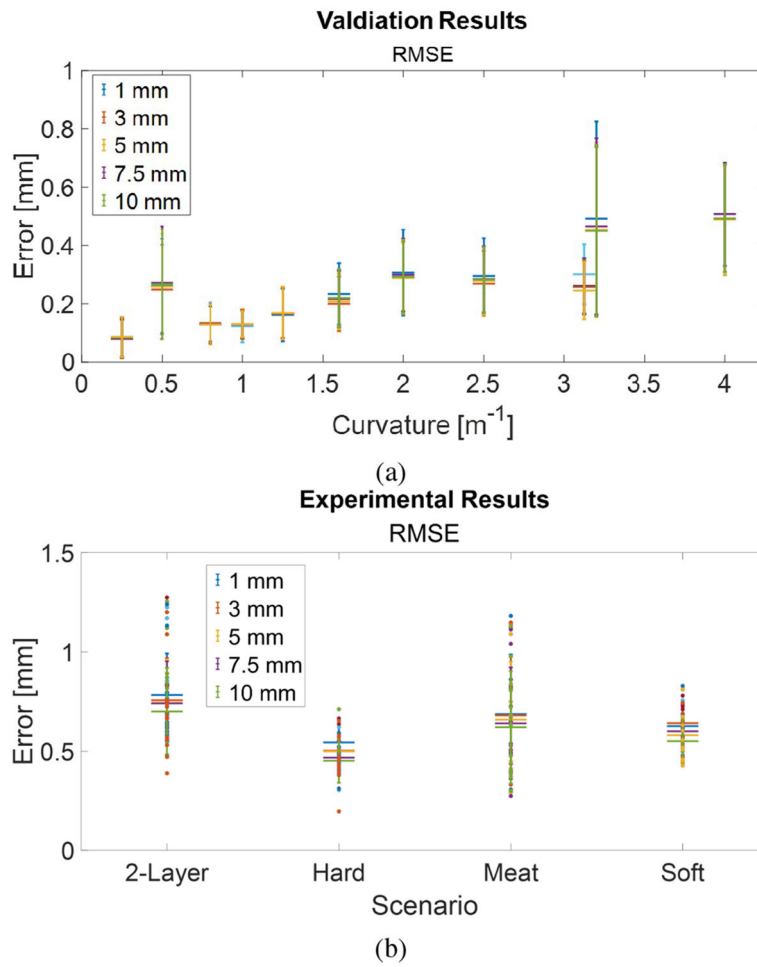 Valdiation Results
RMSE
1
0.8
0.6
0.4
0.2
0
Error [mm]
1 mm
3 mm
5 mm
7.5 mm
10 mm
0 0.5 1 1.5 2 2.5 3 3.5 4
Curvature [m⁻¹]
(a)
Experimental Results
RMSE
1.5
1
0.5
0
Error [mm]
1 mm
3 mm
5 mm
7.5 mm
10 mm
2-Layer Hard Meat Soft
Scenario
(b)